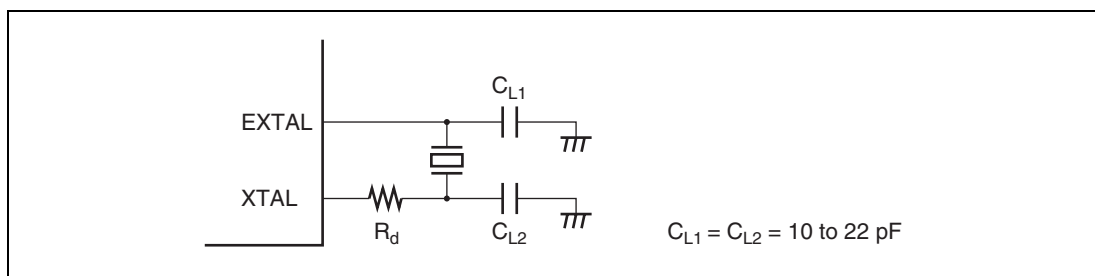 CL1
EXTAL
XTAL
Rd
CL2
CL1 = CL2 = 10 to 22 pF